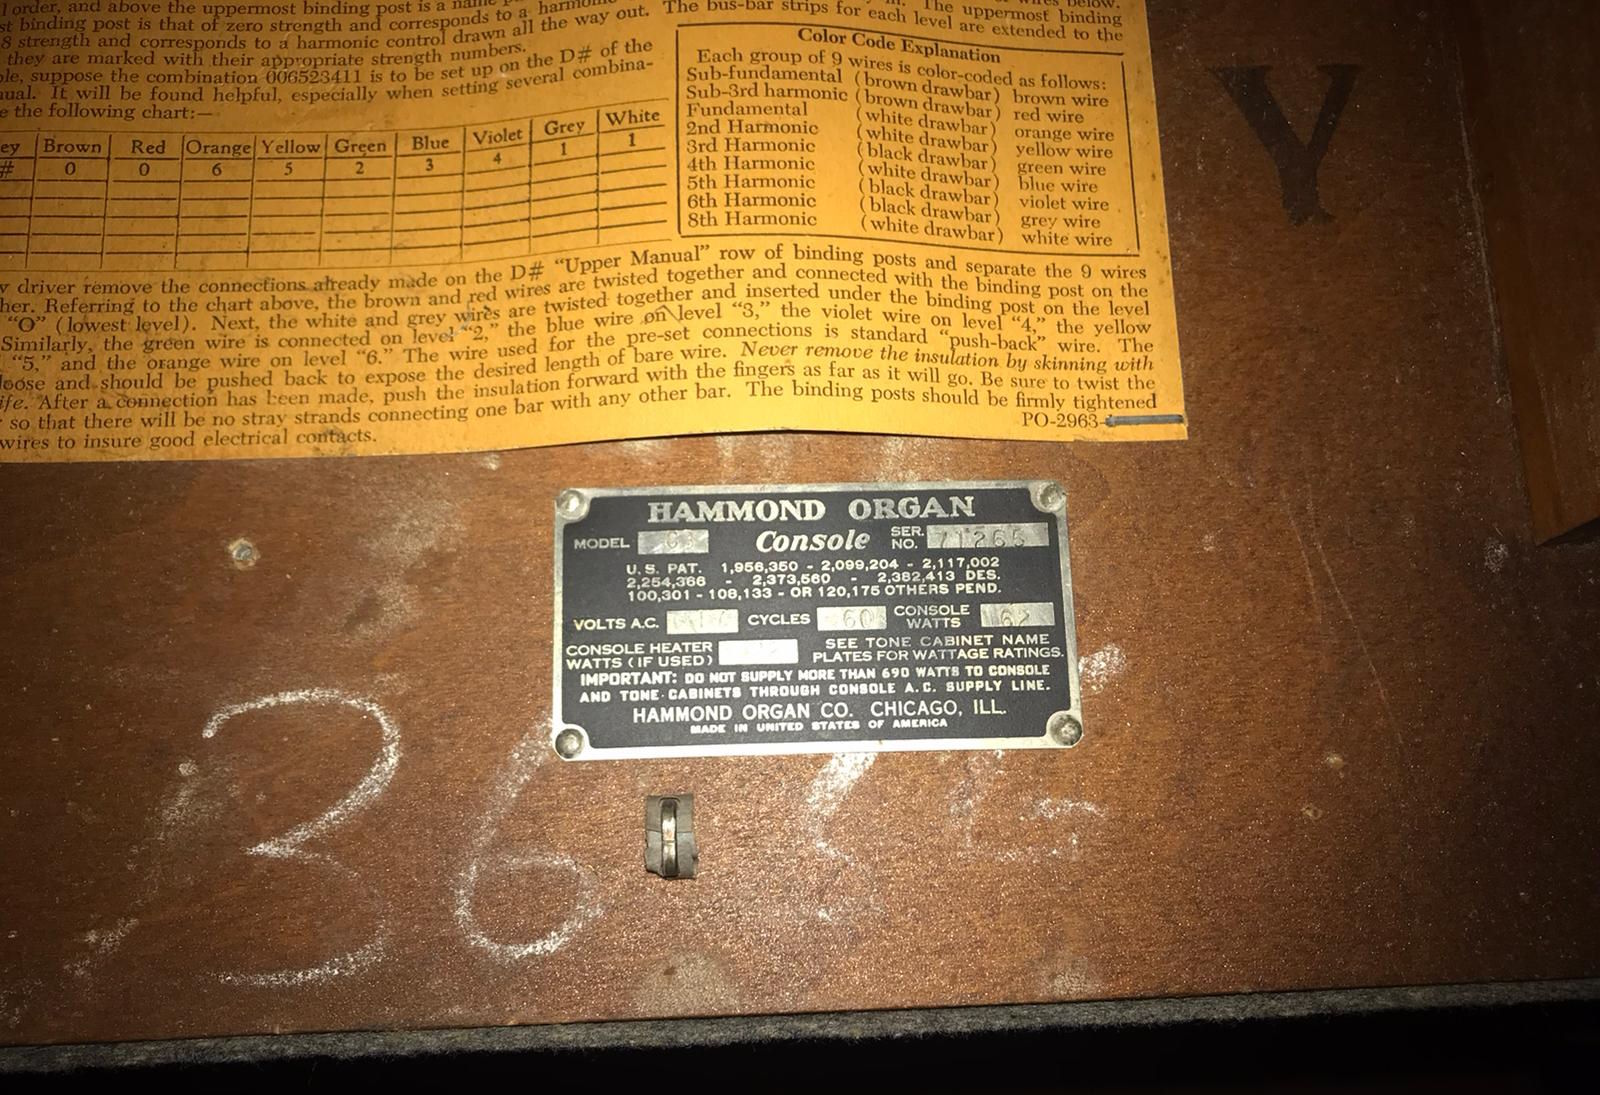 order, and above the uppermost binding post is a
wires below.
st binding post is that of zero strength and corresponds to a harmonic
The uppermost binding
8 strength and corresponds to a harmonic control drawn all the way out. The bus-bar strips for each level are extended to the
they are marked with their appropriate strength numbers.
ple, suppose the combination 006523411 is to be set up on the D# of the
nual. It will be found helpful, especially when setting several combina-
e the following chart:—
ey Brown Red Orange Yellow Green Blue Violet Grey White
# 0 0 6 5 2 3 4 1 1
Color Code Explanation
Each group of 9 wires is color-coded as follows:
Sub-fundamental (brown drawbar) brown wire
Sub-3rd harmonic (brown drawbar) red wire
Fundamental (white drawbar) orange wire
2nd Harmonic (white drawbar) yellow wire
3rd Harmonic (black drawbar) green wire
4th Harmonic (white drawbar) blue wire
5th Harmonic (black drawbar) violet wire
6th Harmonic (black drawbar) grey wire
8th Harmonic (white drawbar) white wire
w driver remove the connections already made on the D# "Upper Manual" row of binding posts and separate the 9 wires
her. Referring to the chart above, the brown and red wires are twisted together and connected with the binding post on the
"O" (lowest level). Next, the white and grey wires are twisted together and inserted under the binding post on the level
Similarly, the green wire is connected on level "2," the blue wire on level "3," the violet wire on level "4," the yellow
"5," and the orange wire on level "6." The wire used for the pre-set connections is standard "push-back" wire. The
loose and should be pushed back to expose the desired length of bare wire. Never remove the insulation by skinning with
ife. After a connection has been made, push the insulation forward with the fingers as far as it will go. Be sure to twist the
so that there will be no stray strands connecting one bar with any other bar. The binding posts should be firmly tightened
wires to insure good electrical contacts.
PO-2963-
Y
HAMMOND ORGAN
MODEL C3 Console SER. NO. 71265
U. S. PAT. 1,956,350 - 2,099,204 - 2,117,002
2,254,366 - 2,373,560 - 2,382,413 DES.
100,301 - 108,133 - OR 120,175 OTHERS PEND.
VOLTS A.C. CYCLES 60 CONSOLE WATTS 62
CONSOLE HEATER WATTS (IF USED)
SEE TONE CABINET NAME PLATES FOR WATTAGE RATINGS.
IMPORTANT: DO NOT SUPPLY MORE THAN 690 WATTS TO CONSOLE
AND TONE CABINETS THROUGH CONSOLE A.C. SUPPLY LINE.
HAMMOND ORGAN CO. CHICAGO, ILL.
MADE IN UNITED STATES OF AMERICA
36